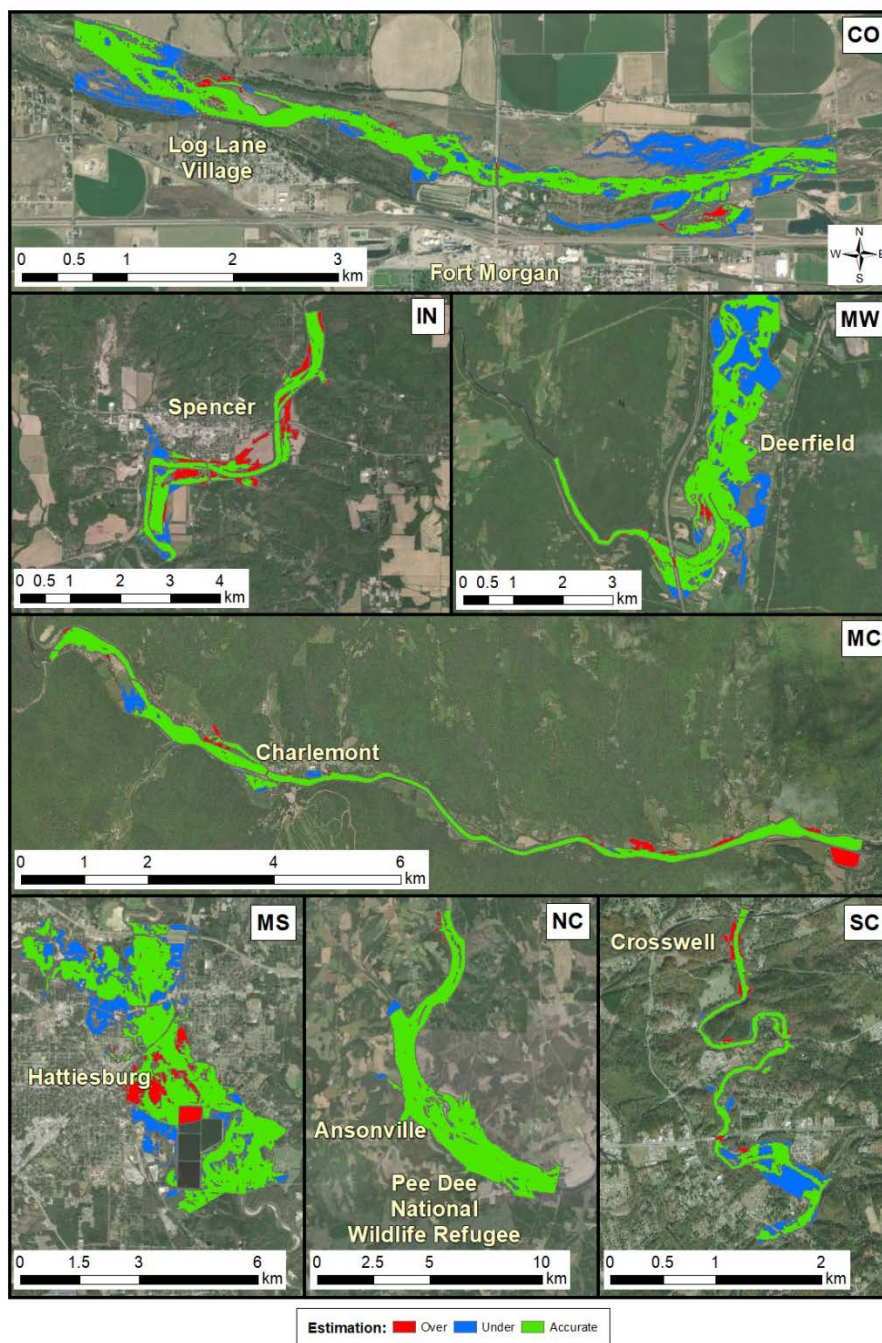 CO
Log Lane
Village
0 0.5 1 2 3
km
Fort Morgan
N
W E
S
IN
Spencer
0 0.5 1 2 3 4
km
MW
Deerfield
0 0.5 1 2 3
km
MC
Charlemont
0 1 2 4 6
km
MS
Hattiesburg
0 1.5 3 6
km
NC
Ansonville
Pee Dee
National
Wildlife Refugee
0 2.5 5 10
km
SC
Crosswell
0 0.5 1 2
km
Estimation: Over Under Accurate